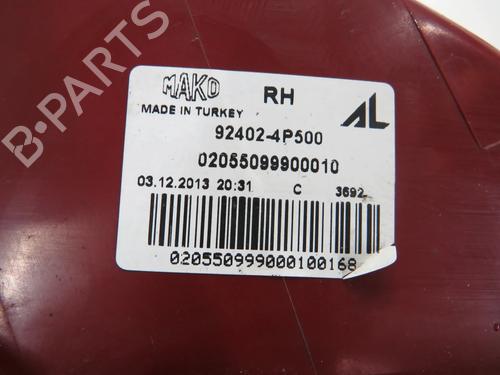 MAKO RH
MADE IN TURKEY AL
92402-4P500
02055099900010
03.12.2013 20:31 C 3692
020550999000100168
B-PARTS